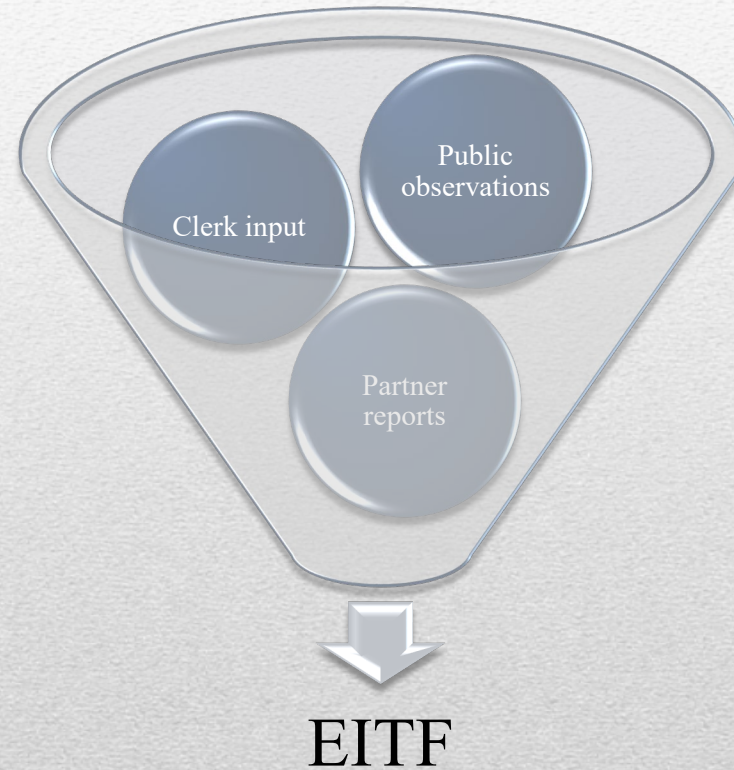 Public
observations
Clerk input
Partner
reports
EITF